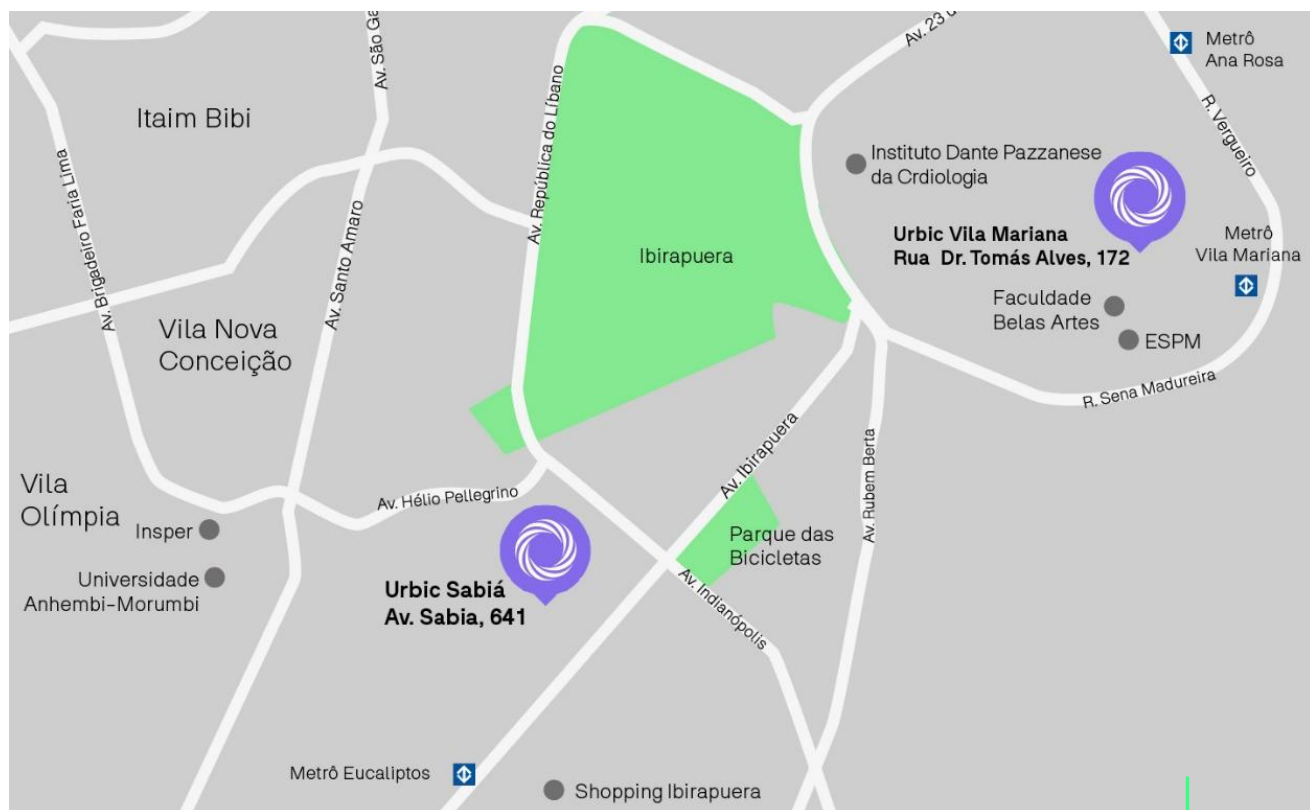 Av. São Ga
Av. 23 d
Metrô
Ana Rosa
Itaim Bibi
Av. República do Líbano
R. Vergueiro
Instituto Dante Pazzanese
da Crdiologia
Av. Brigadeiro Faria Lima
Av. Santo Amaro
Urbic Vila Mariana
Rua Dr. Tomás Alves, 172
Metrô
Vila Mariana
Ibirapuera
Faculdade
Belas Artes
ESPM
Vila Nova
Conceição
R. Sena Madureira
Av. Ibirapuera
Av. Rubem Berta
Vila
Olímpia
Av. Hélio Pellegrino
Insper
Parque das
Bicicletas
Universidade
Anhembi-Morumbi
Urbic Sabiá
Av. Sabia, 641
Av. Indianópolis
Metrô Eucaliptos
Shopping Ibirapuera